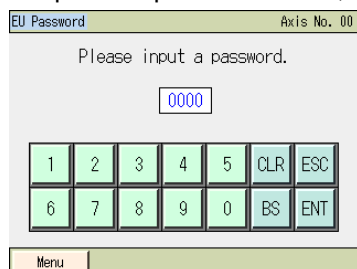 EU Password Axis No. 00
Please input a password.
0000
1 2 3 4 5 CLR ESC
6 7 8 9 0 BS ENT
Menu